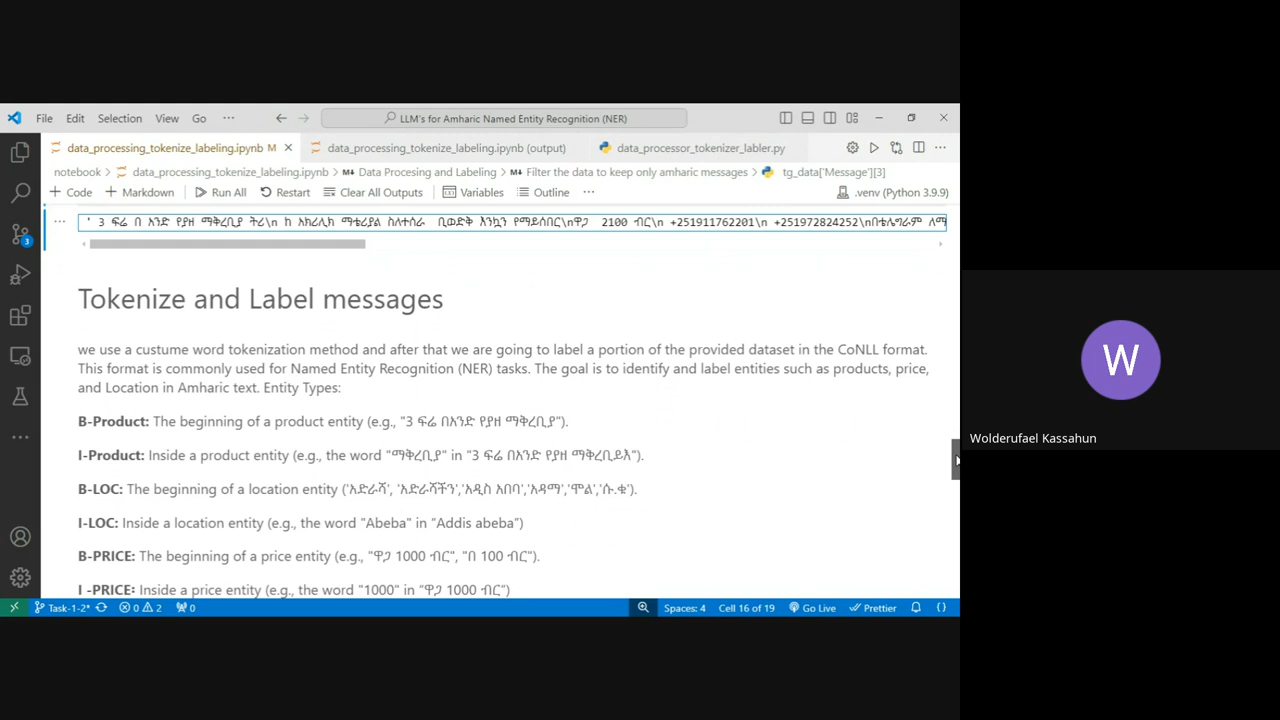 File Edit Selection View Go ··· LLM's for Amharic Named Entity Recognition (NER)
data_processing_tokenize_labeling.ipynb M data_processing_tokenize_labeling.ipynb (output) data_processor_tokenizer_labler.py
notebook > data_processing_tokenize_labeling.ipynb > Data Procesing and Labeling > Filter the data to keep only amharic messages > tg_data['Message'][3]
+ Code + Markdown Run All Restart Clear All Outputs Variables Outline ··· .venv (Python 3.9.9)
' 3 ፍሬ በ አንድ የያዘ ማቅረቢያ ትሪ\n ከ አክሪሊክ ማቴሪያል ስለተሰራ ቢወድቅ እንኳን የማይሰበር\nዋጋ 2100 ብር\n +251911762201\n +251972824252\nበቴሌግራም ለማ
Tokenize and Label messages
we use a custume word tokenization method and after that we are going to label a portion of the provided dataset in the CoNLL format.
This format is commonly used for Named Entity Recognition (NER) tasks. The goal is to identify and label entities such as products, price,
and Location in Amharic text. Entity Types:
B-Product: The beginning of a product entity (e.g., "3 ፍሬ በአንድ የያዘ ማቅረቢያ").
I-Product: Inside a product entity (e.g., the word "ማቅረቢያ" in "3 ፍሬ በአንድ የያዘ ማቅረቢይእ").
B-LOC: The beginning of a location entity ('አድራሻ', 'አድራሻችን','አዲስ አበባ','አዳማ','ሞል','ሱ.ቁ').
I-LOC: Inside a location entity (e.g., the word "Abeba" in "Addis abeba")
B-PRICE: The beginning of a price entity (e.g., "ዋጋ 1000 ብር", "በ 100 ብር").
I -PRICE: Inside a price entity (e.g., the word "1000" in "ዋጋ 1000 ብር")
3
Task-1-2* 0 2 0 Spaces: 4 Cell 16 of 19 Go Live Prettier {}
W
Wolderufael Kassahun